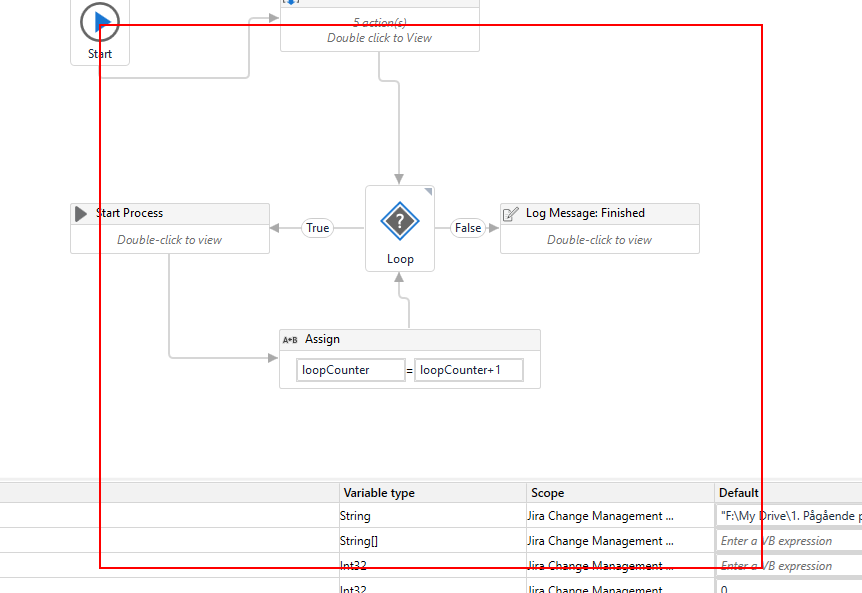 5 action(s)
Double click to View
Start
Start Process
Double-click to view
True
?
Loop
False
Log Message: Finished
Double-click to view
A*B Assign
loopCounter = loopCounter+1
Variable type Scope Default
String Jira Change Management ... "F:\My Drive\1. Pågående p
String[] Jira Change Management ... Enter a VB expression
Int32 Jira Change Management ... Enter a VB expression
Int32 Jira Change Management ... 0